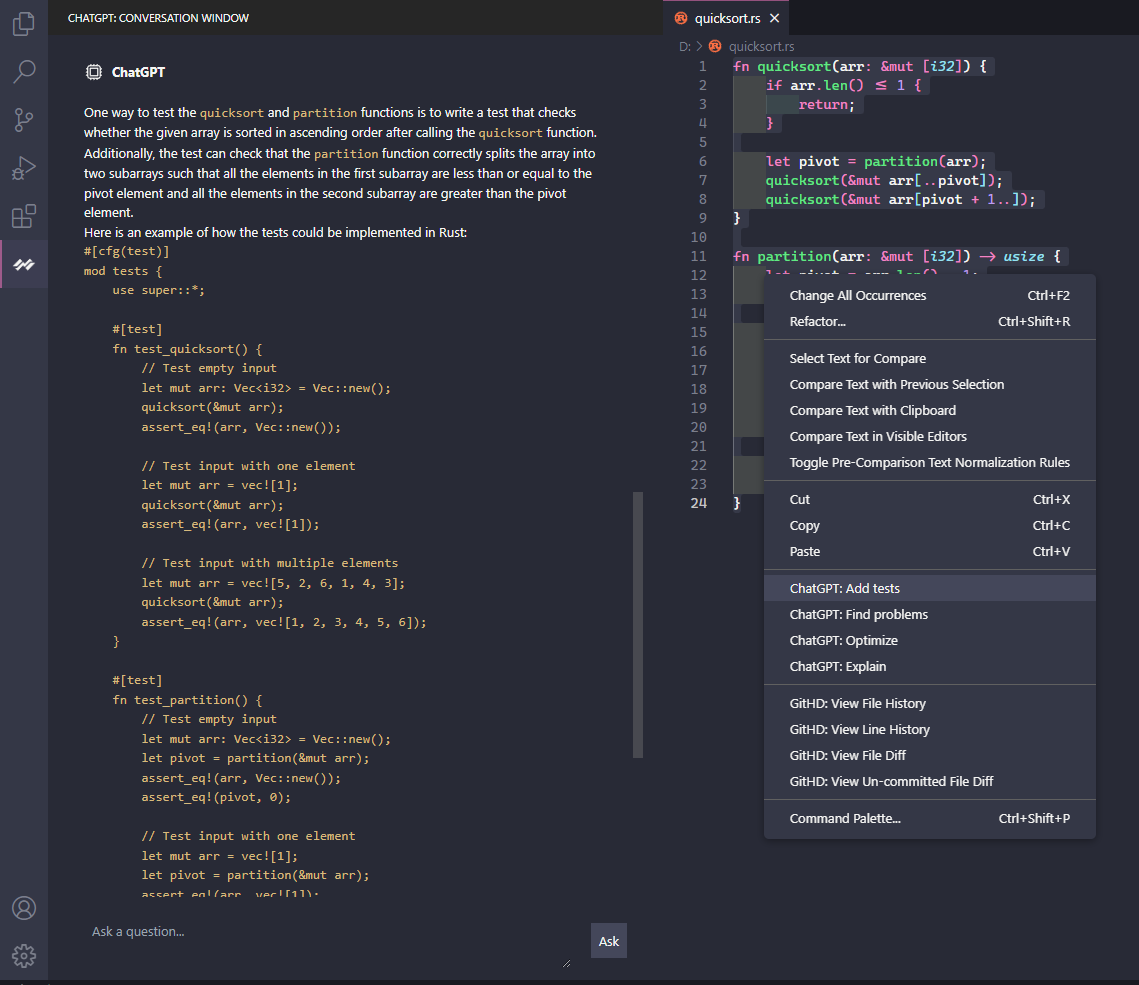 CHATGPT: CONVERSATION WINDOW
ChatGPT
One way to test the quicksort and partition functions is to write a test that checks
whether the given array is sorted in ascending order after calling the quicksort function.
Additionally, the test can check that the partition function correctly splits the array into
two subarrays such that all the elements in the first subarray are less than or equal to the
pivot element and all the elements in the second subarray are greater than the pivot
element.
Here is an example of how the tests could be implemented in Rust:
#[cfg(test)]
mod tests {
    use super::*;
    #[test]
    fn test_quicksort() {
        // Test empty input
        let mut arr: Vec<i32> = Vec::new();
        quicksort(&mut arr);
        assert_eq!(arr, Vec::new());
        // Test input with one element
        let mut arr = vec![1];
        quicksort(&mut arr);
        assert_eq!(arr, vec![1]);
        // Test input with multiple elements
        let mut arr = vec![5, 2, 6, 1, 4, 3];
        quicksort(&mut arr);
        assert_eq!(arr, vec![1, 2, 3, 4, 5, 6]);
    }
    #[test]
    fn test_partition() {
        // Test empty input
        let mut arr: Vec<i32> = Vec::new();
        let pivot = partition(&mut arr);
        assert_eq!(arr, Vec::new());
        assert_eq!(pivot, 0);
        // Test input with one element
        let mut arr = vec![1];
        let pivot = partition(&mut arr);
        assert_eq!(arr, vec![1]);
Ask a question...
Ask
quicksort.rs
D: > quicksort.rs
1 fn quicksort(arr: &mut [i32]) {
2     if arr.len() ≤ 1 {
3         return;
4     }
5
6     let pivot = partition(arr);
7     quicksort(&mut arr[..pivot]);
8     quicksort(&mut arr[pivot + 1..]);
9 }
10
11 fn partition(arr: &mut [i32]) → usize {
12     let pivot = arr.len() - 1;
13
14
15
16
17
18
19
20
21
22
23
24 }
Change All Occurrences Ctrl+F2
Refactor... Ctrl+Shift+R
Select Text for Compare
Compare Text with Previous Selection
Compare Text with Clipboard
Compare Text in Visible Editors
Toggle Pre-Comparison Text Normalization Rules
Cut Ctrl+X
Copy Ctrl+C
Paste Ctrl+V
ChatGPT: Add tests
ChatGPT: Find problems
ChatGPT: Optimize
ChatGPT: Explain
GitHD: View File History
GitHD: View Line History
GitHD: View File Diff
GitHD: View Un-committed File Diff
Command Palette... Ctrl+Shift+P